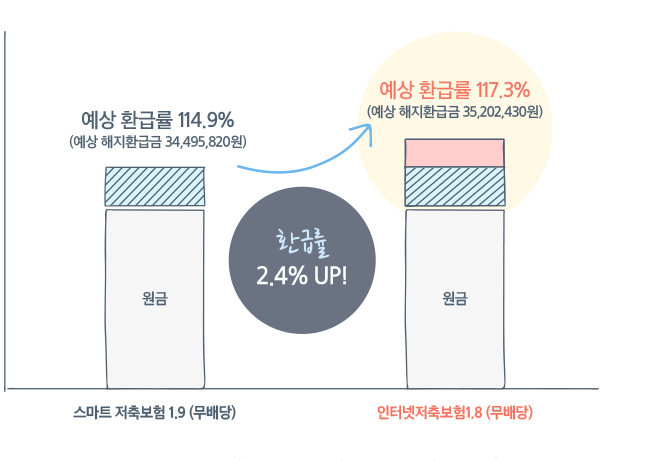 예상 환급률 117.3%
(예상 해지환급금 35,202,430원)
예상 환급률 114.9%
(예상 해지환급금 34,495,820원)
환급률
2.4% UP!
원금
원금
스마트 저축보험 1.9 (무배당)
인터넷저축보험1.8 (무배당)